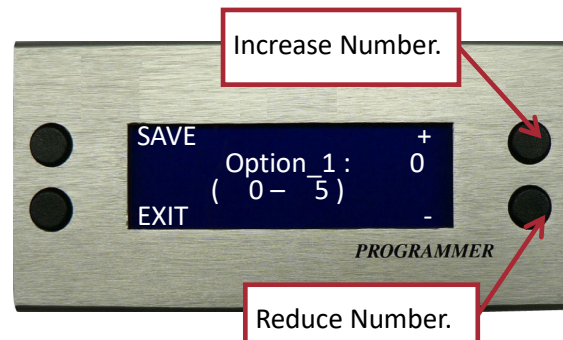 Increase Number.
SAVE +
Option_1 : 0
( 0 – 5 )
EXIT -
PROGRAMMER
Reduce Number.